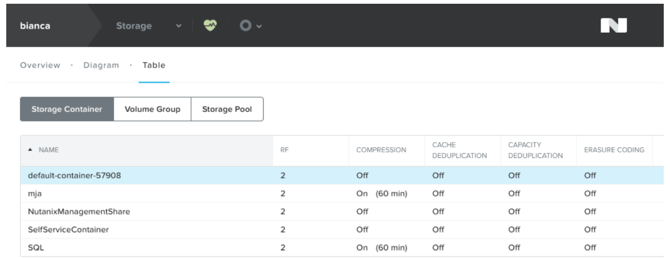 bianca Storage
Overview · Diagram · Table
Storage Container Volume Group Storage Pool
NAME RF COMPRESSION CACHE DEDUPLICATION CAPACITY DEDUPLICATION ERASURE CODING
default-container-57908 2 Off Off Off Off
mja 2 On (60 min) Off Off Off
NutanixManagementShare 2 Off Off Off Off
SelfServiceContainer 2 Off Off Off Off
SQL 2 On (60 min) Off Off Off